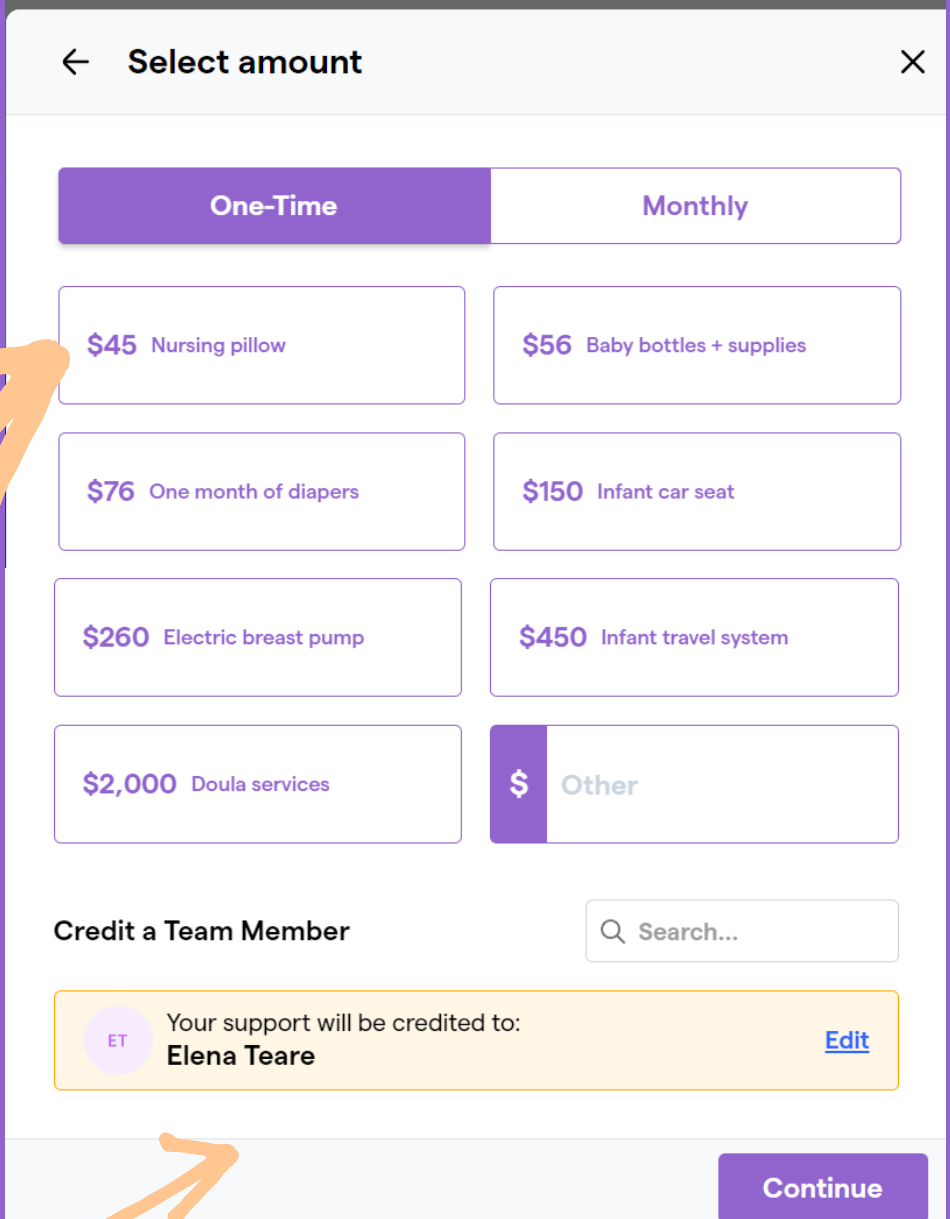 Select amount
One-Time
Monthly
$45 Nursing pillow
$56 Baby bottles + supplies
$76 One month of diapers
$150 Infant car seat
$260 Electric breast pump
$450 Infant travel system
$2,000 Doula services
$ Other
Credit a Team Member
Search...
ET
Your support will be credited to:
Elena Teare
Edit
Continue